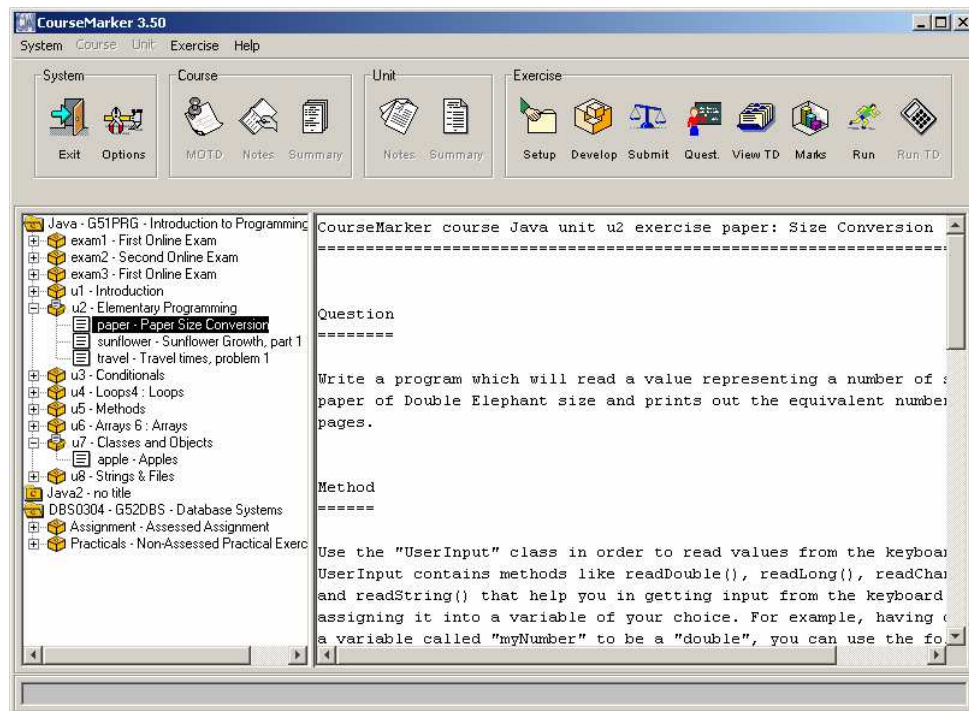 CourseMarker 3.50
System Course Unit Exercise Help
System Course Unit Exercise
Exit Options MOTD Notes Summary Notes Summary Setup Develop Submit Quest. View TD Marks Run Run TD
Java - G51PRG - Introduction to Programming
exam1 - First Online Exam
exam2 - Second Online Exam
exam3 - First Online Exam
u1 - Introduction
u2 - Elementary Programming
paper - Paper Size Conversion
sunflower - Sunflower Growth, part 1
travel - Travel times, problem 1
u3 - Conditionals
u4 - Loops4 : Loops
u5 - Methods
u6 - Arrays 6 : Arrays
u7 - Classes and Objects
apple - Apples
u8 - Strings & Files
Java2 - no title
DBS0304 - G52DBS - Database Systems
Assignment - Assessed Assignment
Practicals - Non-Assessed Practical Exerc
CourseMarker course Java unit u2 exercise paper: Size Conversion
Question
========
Write a program which will read a value representing a number of s
paper of Double Elephant size and prints out the equivalent number
pages.
Method
======
Use the "UserInput" class in order to read values from the keyboar
UserInput contains methods like readDouble(), readLong(), readChar
and readString() that help you in getting input from the keyboard
assigning it into a variable of your choice. For example, having
a variable called "myNumber" to be a "double", you can use the fo